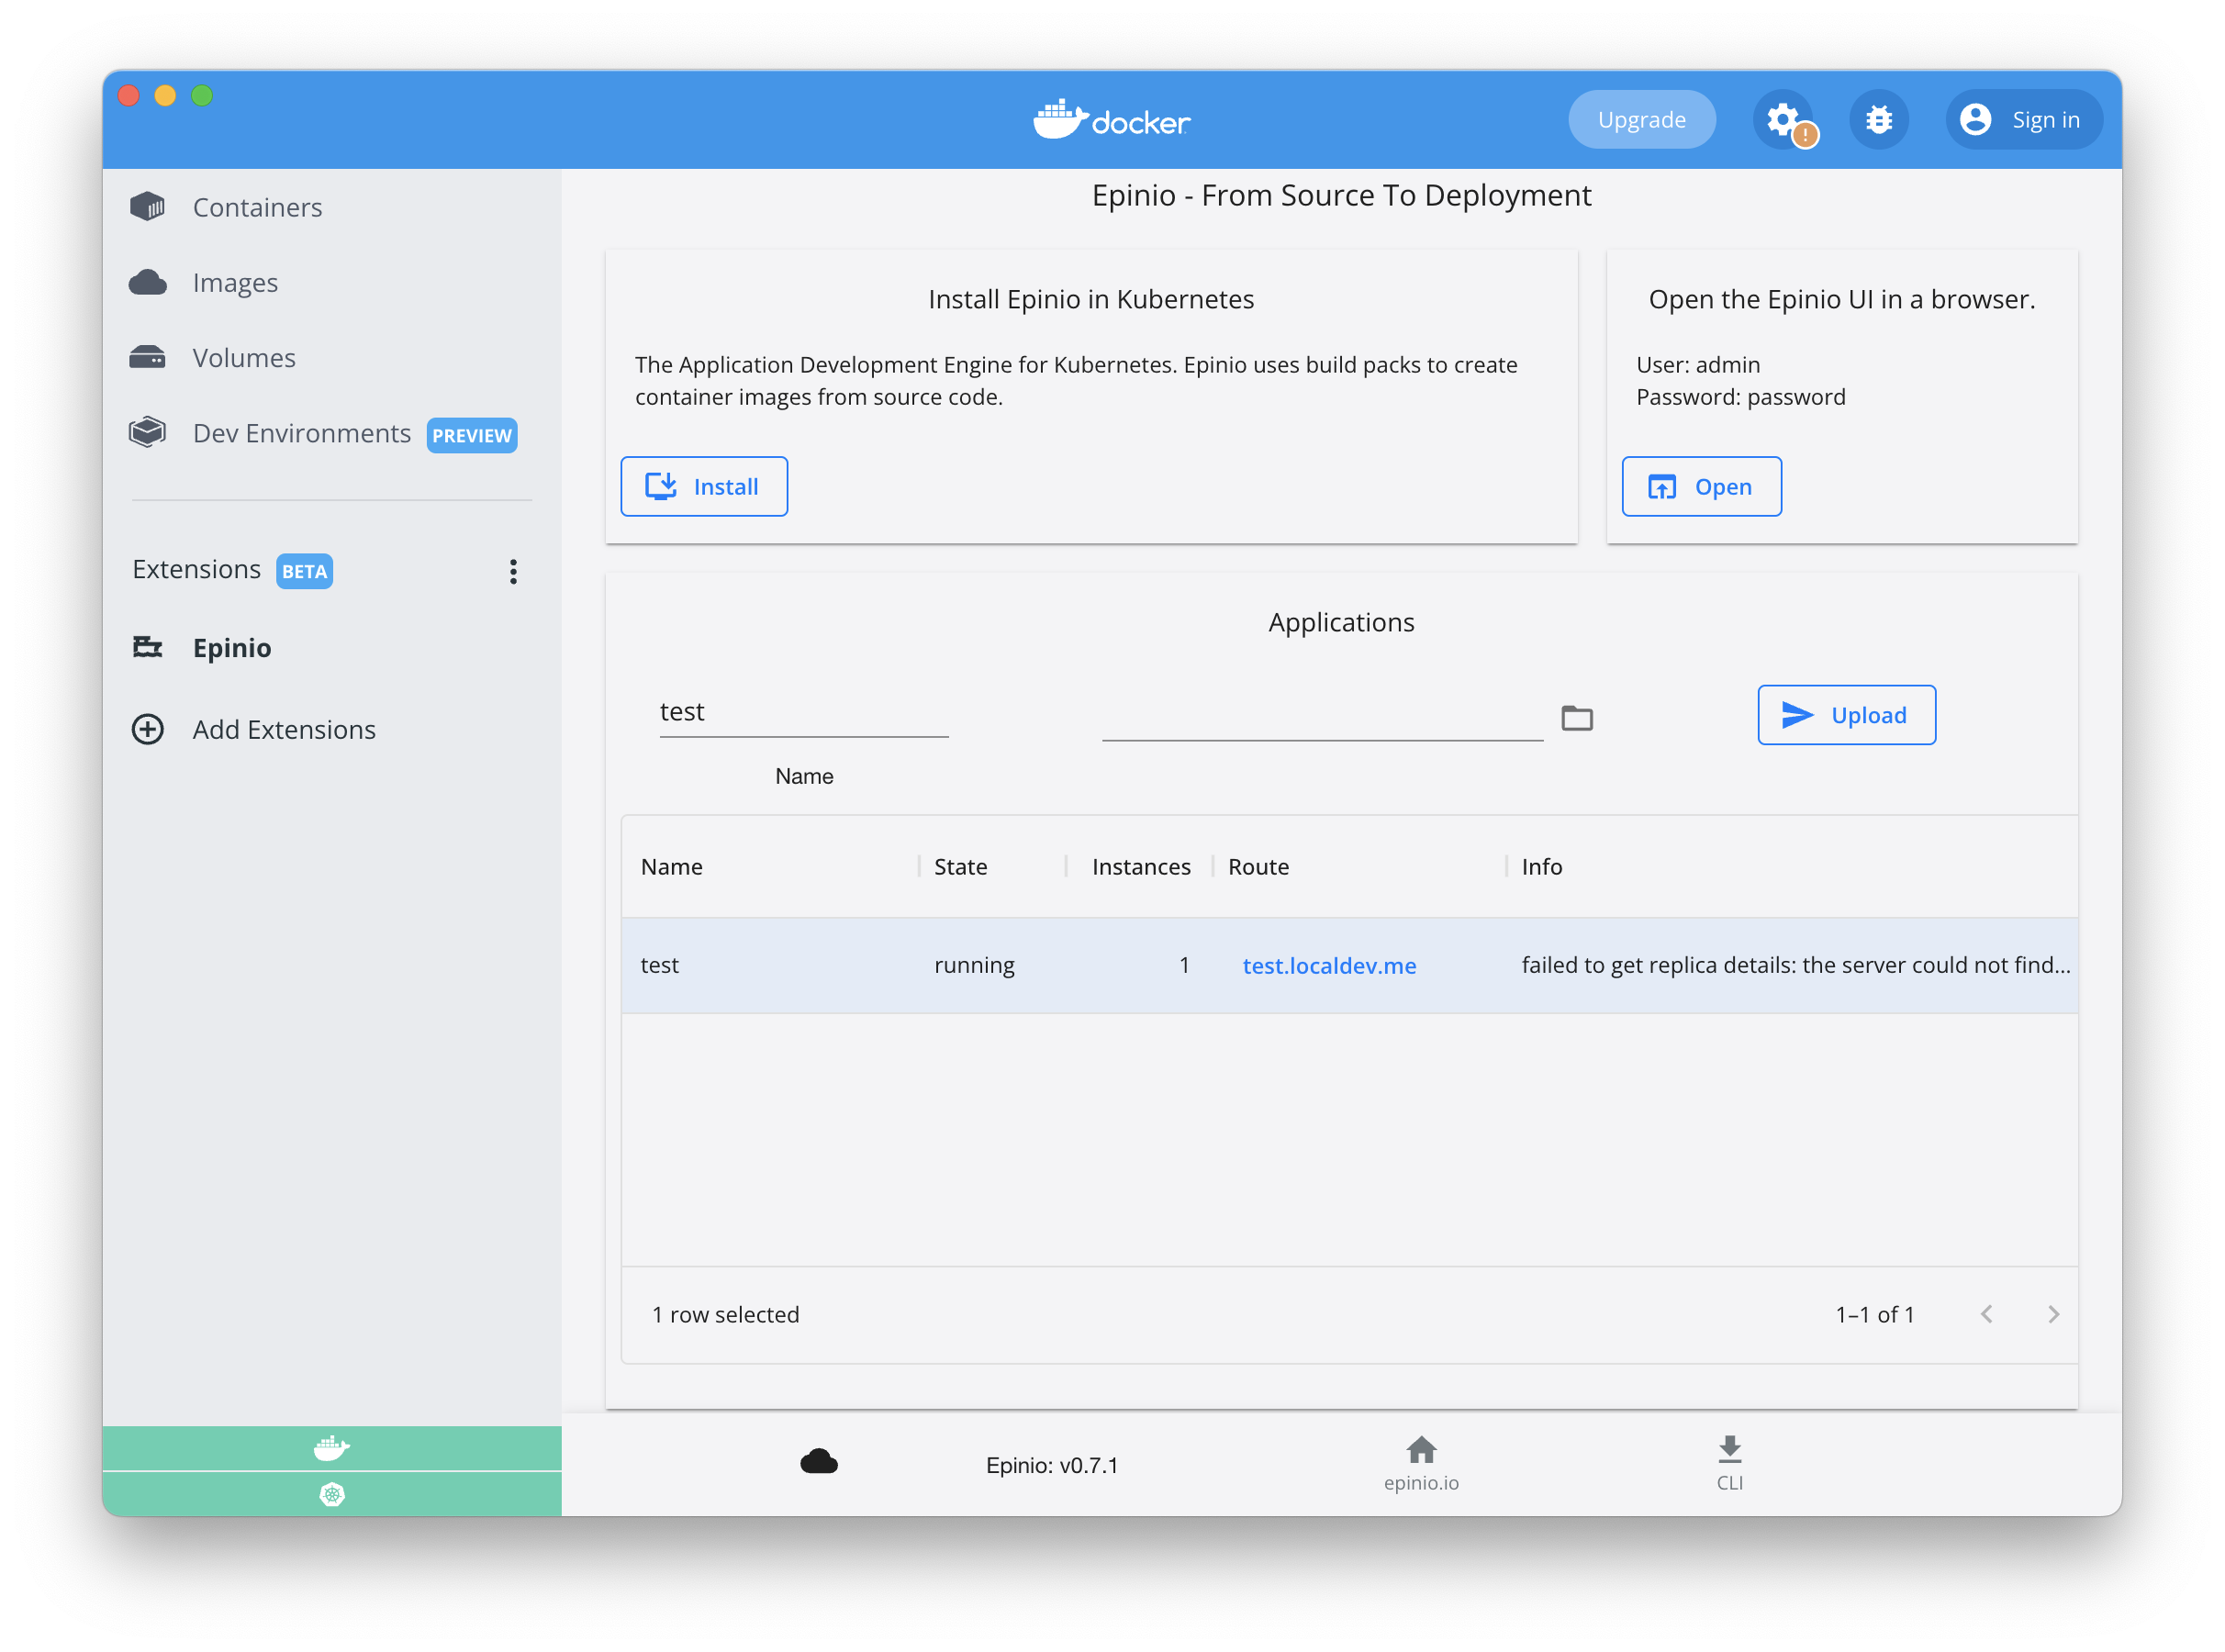 docker
Upgrade
Sign in
Containers
Images
Volumes
Dev Environments PREVIEW
Extensions BETA
Epinio
Add Extensions
Epinio - From Source To Deployment
Install Epinio in Kubernetes
The Application Development Engine for Kubernetes. Epinio uses build packs to create
container images from source code.
Install
Open the Epinio UI in a browser.
User: admin
Password: password
Open
Applications
test
Upload
Name
Name State Instances Route Info
test running 1 test.localdev.me failed to get replica details: the server could not find...
1 row selected
1–1 of 1
Epinio: v0.7.1
epinio.io
CLI